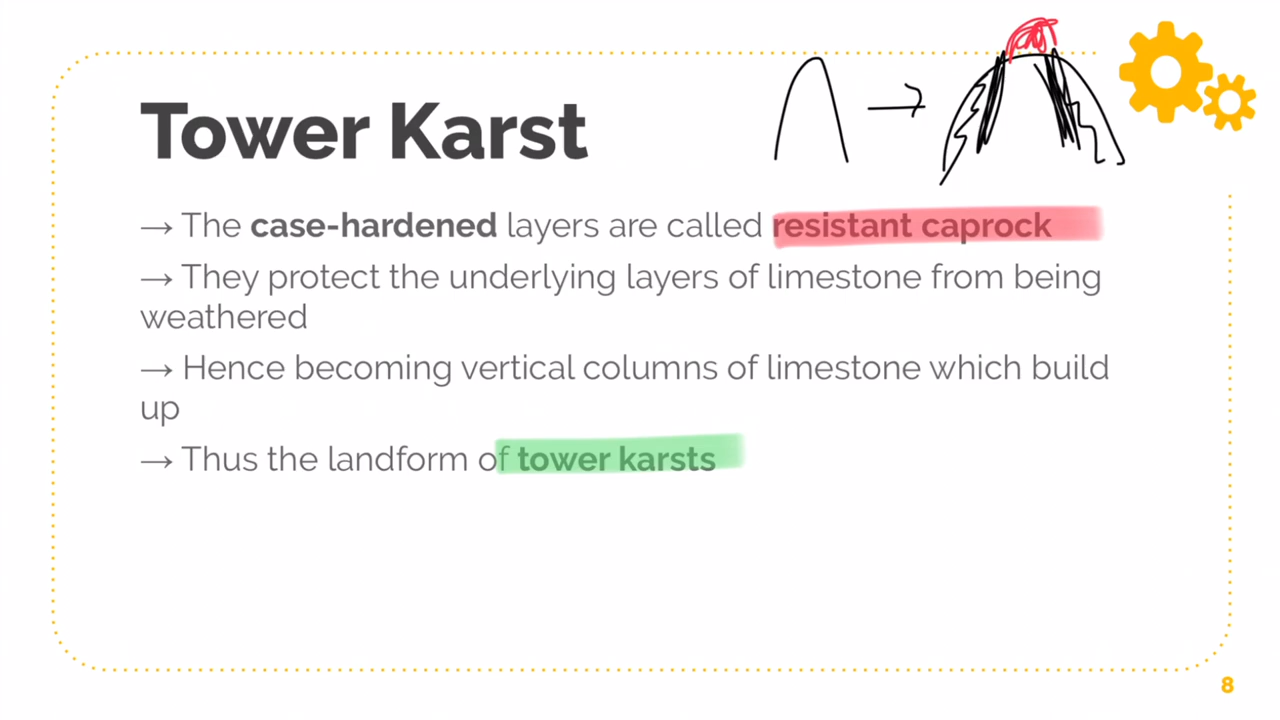 Tower Karst
→ The case-hardened layers are called resistant caprock
→ They protect the underlying layers of limestone from being
weathered
→ Hence becoming vertical columns of limestone which build
up
→ Thus the landform of tower karsts
8